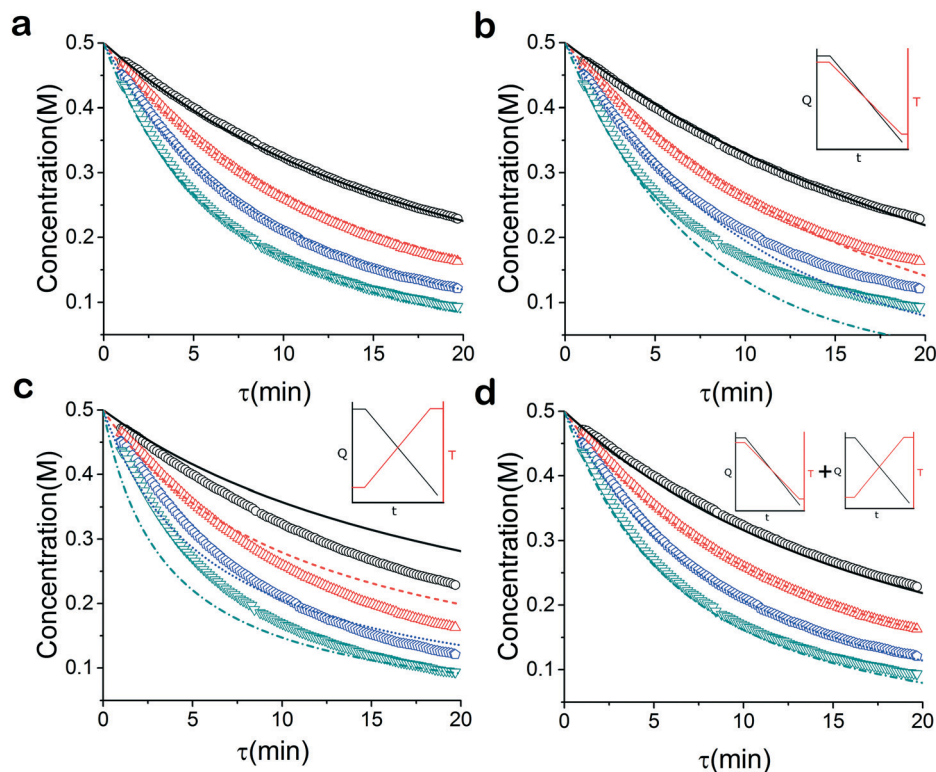 a
0.5
0.4
0.3
0.2
0.1
Concentration(M)
0 5 10 15 20
τ(min)
b
0.5
0.4
0.3
0.2
0.1
Concentration(M)
0 5 10 15 20
τ(min)
Q
T
t
c
0.5
0.4
0.3
0.2
0.1
Concentration(M)
0 5 10 15 20
τ(min)
Q
T
t
d
0.5
0.4
0.3
0.2
0.1
Concentration(M)
0 5 10 15 20
τ(min)
Q
T
t
+
Q
T
t